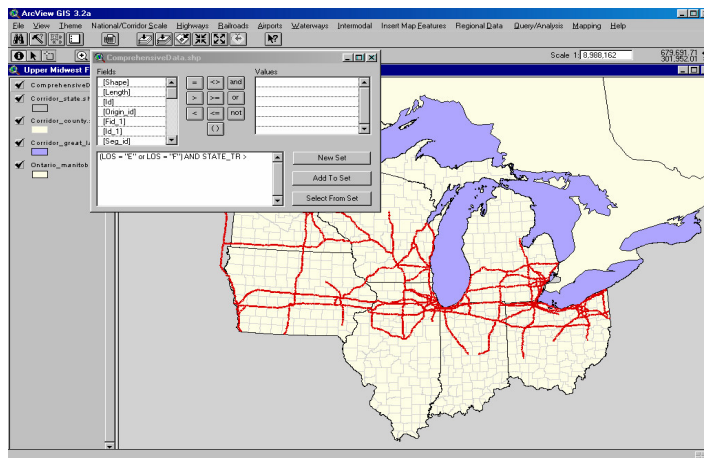 ArcView GIS 3.2a
File View Theme National/Corridor Scale Highways Railroads Airports Waterways Intermodal Insert Map Features Regional Data Query/Analysis Mapping Help
Scale 1: 8,988,162
679,691.71
301,952.01
Upper Midwest F
ComprehensiveData.shp
Fields
Values
[Shape]
[Length]
[Id]
[Origin_id]
[Fid_1]
[Id_1]
[Seg_id]
= <> and
> >= or
< <= not
()
(LOS = "E" or LOS = "F") AND STATE_TR >
New Set
Add To Set
Select From Set
ComprehensiveD
Corridor_state.sh
Corridor_county.
Corridor_great_la
Ontario_manitob